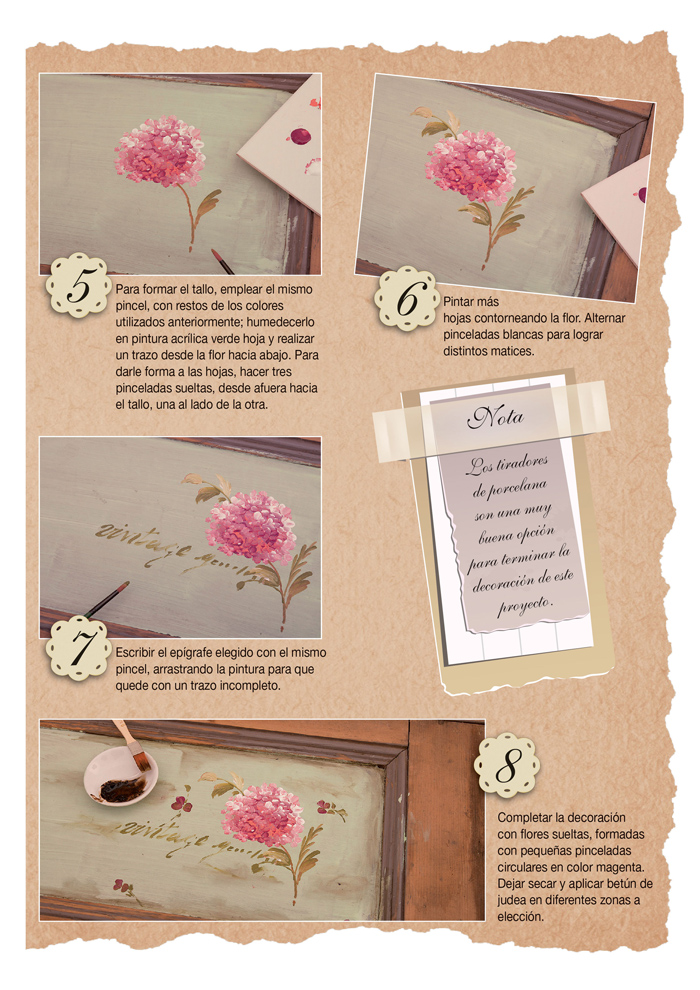 5
Para formar el tallo, emplear el mismo
pincel, con restos de los colores
utilizados anteriormente; humedecerlo
en pintura acrílica verde hoja y realizar
un trazo desde la flor hacia abajo. Para
darle forma a las hojas, hacer tres
pinceladas sueltas, desde afuera hacia
el tallo, una al lado de la otra.
6
Pintar más
hojas contorneando la flor. Alternar
pinceladas blancas para lograr
distintos matices.
Nota
Los tiradores
de porcelana
son una muy
buena opción
para terminar la
decoración de este
proyecto.
vintage
7
Escribir el epígrafe elegido con el mismo
pincel, arrastrando la pintura para que
quede con un trazo incompleto.
vintage
8
Completar la decoración
con flores sueltas, formadas
con pequeñas pinceladas
circulares en color magenta.
Dejar secar y aplicar betún de
judea en diferentes zonas a
elección.